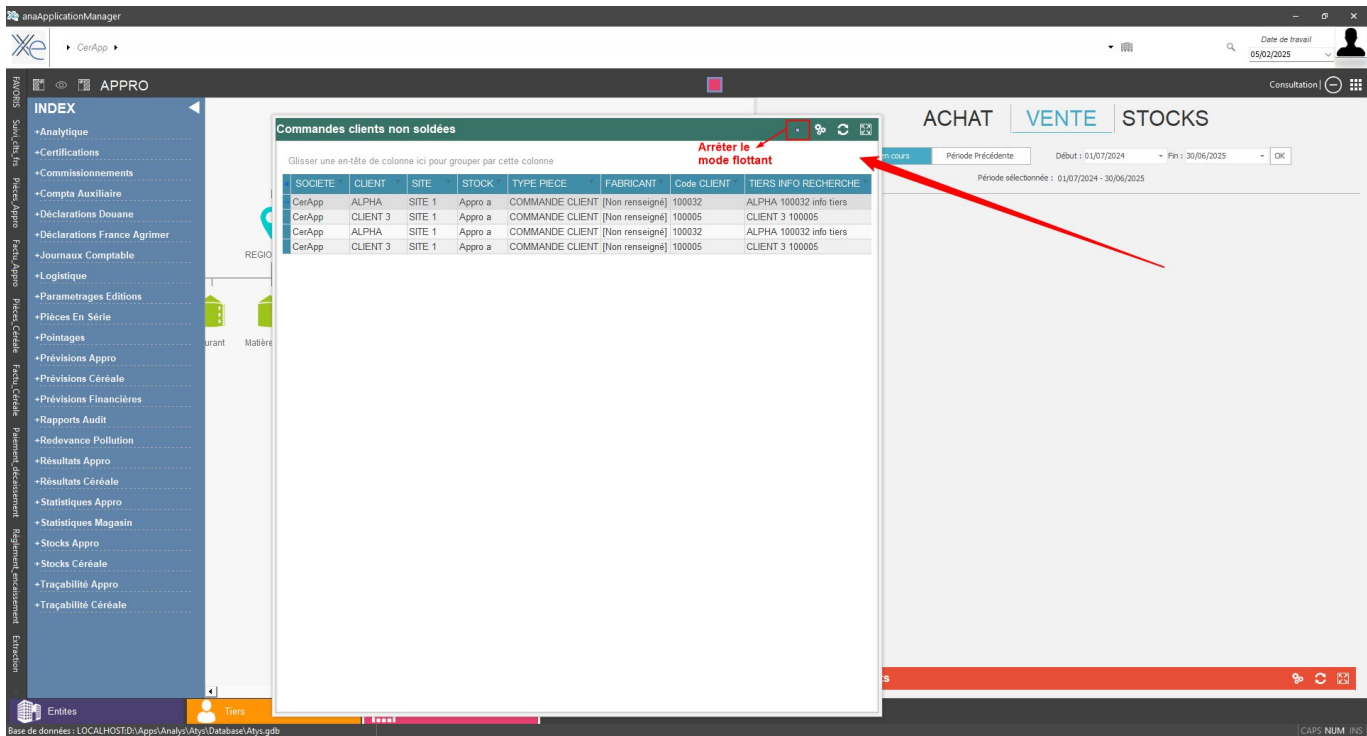 anaApplicationManager
CerApp
Date de travail
05/02/2025
APPRO
Consultation
FAVORIS
Suivi_clts_frs
Pièces_Appro
Factu_Appro
Pièces_Céréale
Factu_Céréale
Paiement_décaissement
Règlement_encaissement
Extraction
INDEX
+Analytique
+Certifications
+Commissionnements
+Compta Auxiliaire
+Déclarations Douane
+Déclarations France Agrimer
+Journaux Comptable
+Logistique
+Parametrages Editions
+Pièces En Série
+Pointages
+Prévisions Appro
+Prévisions Céréale
+Prévisions Financières
+Rapports Audit
+Redevance Pollution
+Résultats Appro
+Résultats Céréale
+Statistiques Appro
+Statistiques Magasin
+Stocks Appro
+Stocks Céréale
+Traçabilité Appro
+Traçabilité Céréale
REGIO
urant Matière
Commandes clients non soldées
Arrêter le
mode flottant
Glisser une en-tête de colonne ici pour grouper par cette colonne
SOCIETE CLIENT SITE STOCK TYPE PIECE FABRICANT Code CLIENT TIERS INFO RECHERCHE
CerApp ALPHA SITE 1 Appro a COMMANDE CLIENT [Non renseigné] 100032 ALPHA 100032 info tiers
CerApp CLIENT 3 SITE 1 Appro a COMMANDE CLIENT [Non renseigné] 100005 CLIENT 3 100005
CerApp ALPHA SITE 1 Appro a COMMANDE CLIENT [Non renseigné] 100032 ALPHA 100032 info tiers
CerApp CLIENT 3 SITE 1 Appro a COMMANDE CLIENT [Non renseigné] 100005 CLIENT 3 100005
ACHAT VENTE STOCKS
n cours Période Précédente Début : 01/07/2024 Fin : 30/06/2025 OK
Période sélectionnée : 01/07/2024 - 30/06/2025
s
Entites
Tiers
Base de données : LOCALHOST:D:\Apps\Analys\Atys\Database\Atys.gdb
CAPS NUM INS